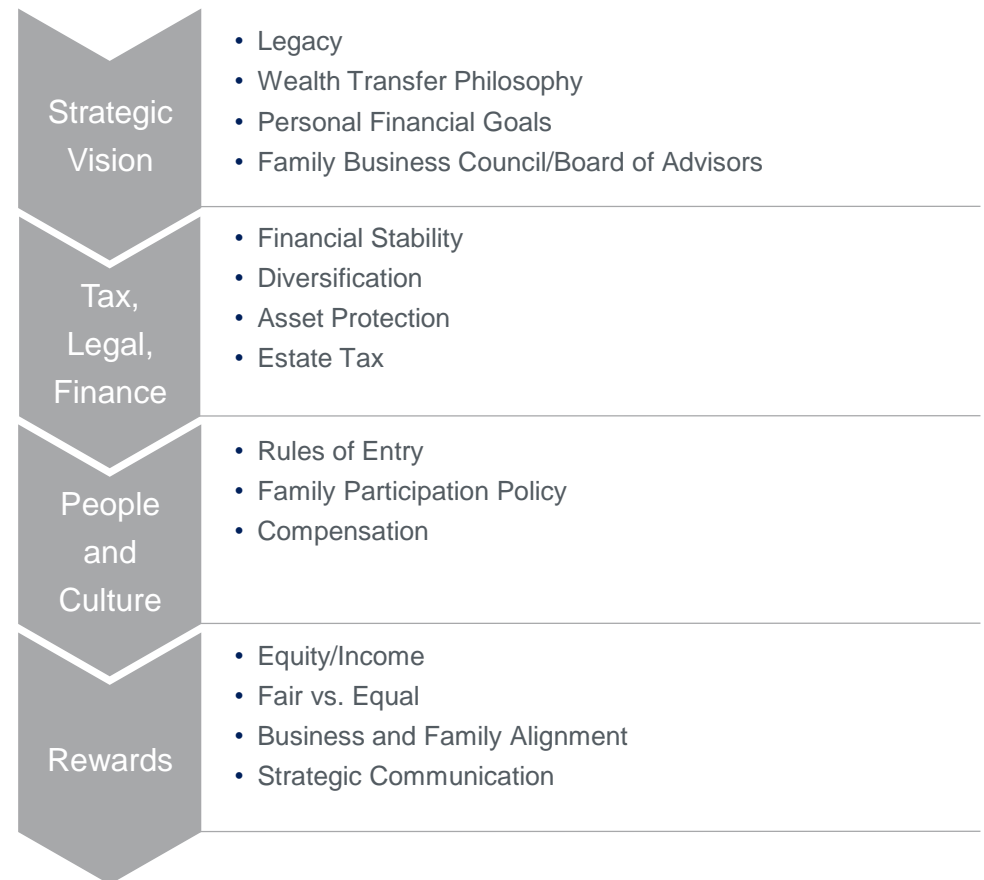 Strategic
Vision
• Legacy
• Wealth Transfer Philosophy
• Personal Financial Goals
• Family Business Council/Board of Advisors
Tax,
Legal,
Finance
• Financial Stability
• Diversification
• Asset Protection
• Estate Tax
People
and
Culture
• Rules of Entry
• Family Participation Policy
• Compensation
Rewards
• Equity/Income
• Fair vs. Equal
• Business and Family Alignment
• Strategic Communication